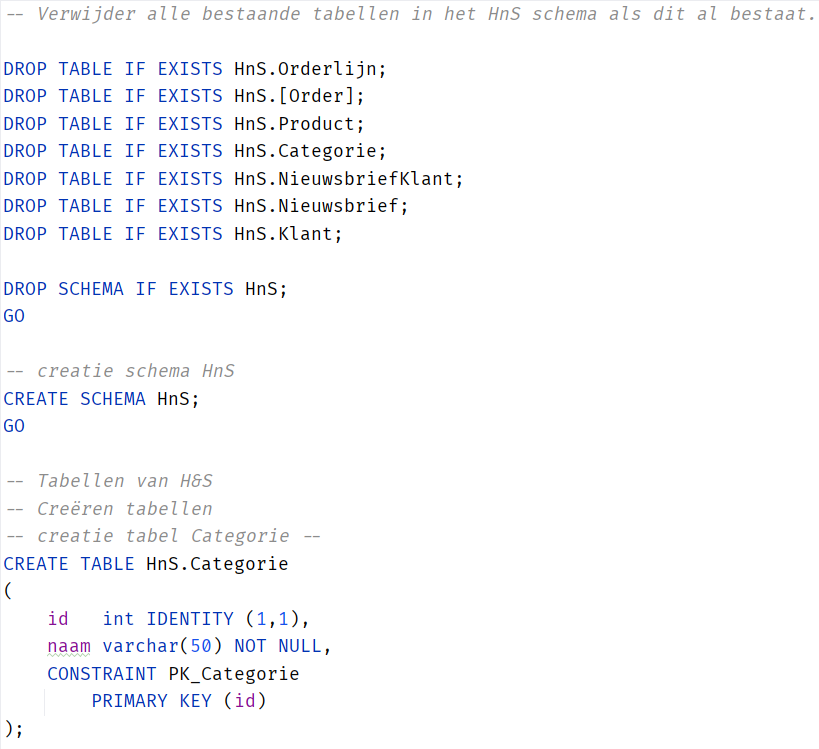 -- Verwijder alle bestaande tabellen in het HnS schema als dit al bestaat.
DROP TABLE IF EXISTS HnS.Orderlijn;
DROP TABLE IF EXISTS HnS.[Order];
DROP TABLE IF EXISTS HnS.Product;
DROP TABLE IF EXISTS HnS.Categorie;
DROP TABLE IF EXISTS HnS.NieuwsbriefKlant;
DROP TABLE IF EXISTS HnS.Nieuwsbrief;
DROP TABLE IF EXISTS HnS.Klant;
DROP SCHEMA IF EXISTS HnS;
GO
-- creatie schema HnS
CREATE SCHEMA HnS;
GO
-- Tabellen van H&S
-- Creëren tabellen
-- creatie tabel Categorie --
CREATE TABLE HnS.Categorie
(
    id   int IDENTITY (1,1),
    naam varchar(50) NOT NULL,
    CONSTRAINT PK_Categorie
        PRIMARY KEY (id)
);